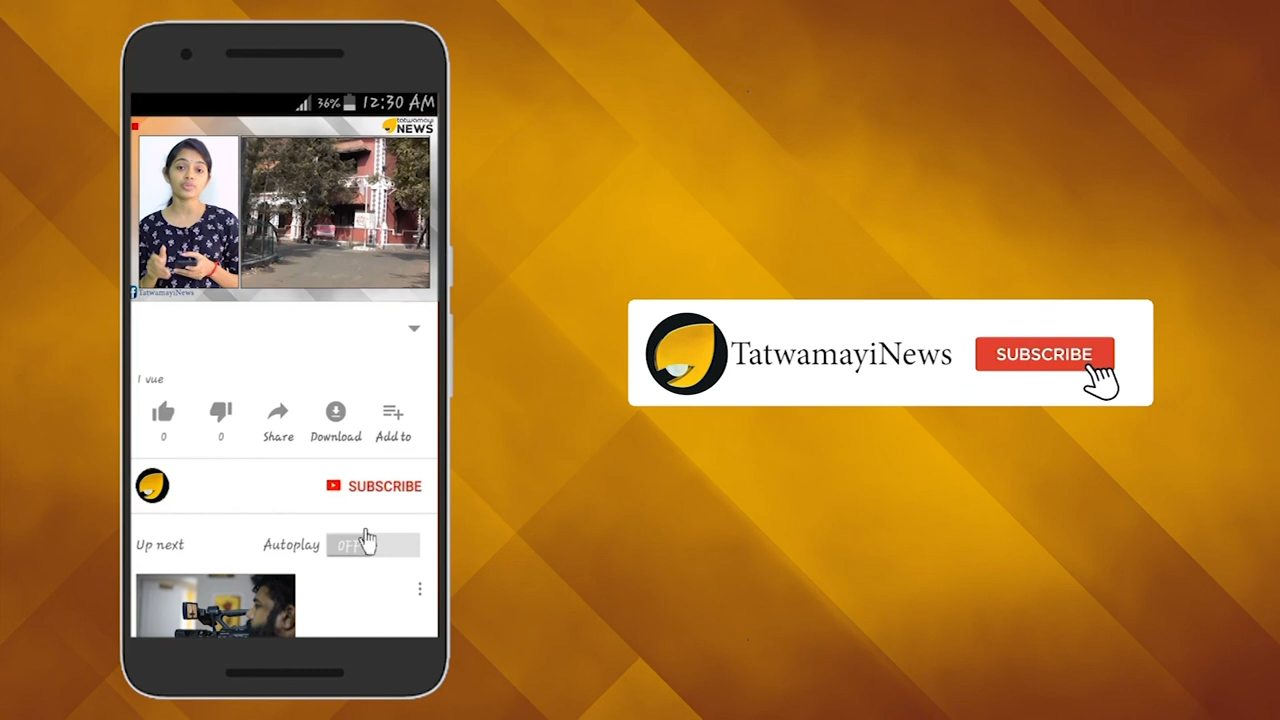 36% 12:30 AM
tatwamayi
NEWS
TatwamayiNews
1 vue
0
0
Share
Download
Add to
SUBSCRIBE
Up next
Autoplay
OFF
TatwamayiNews
SUBSCRIBE